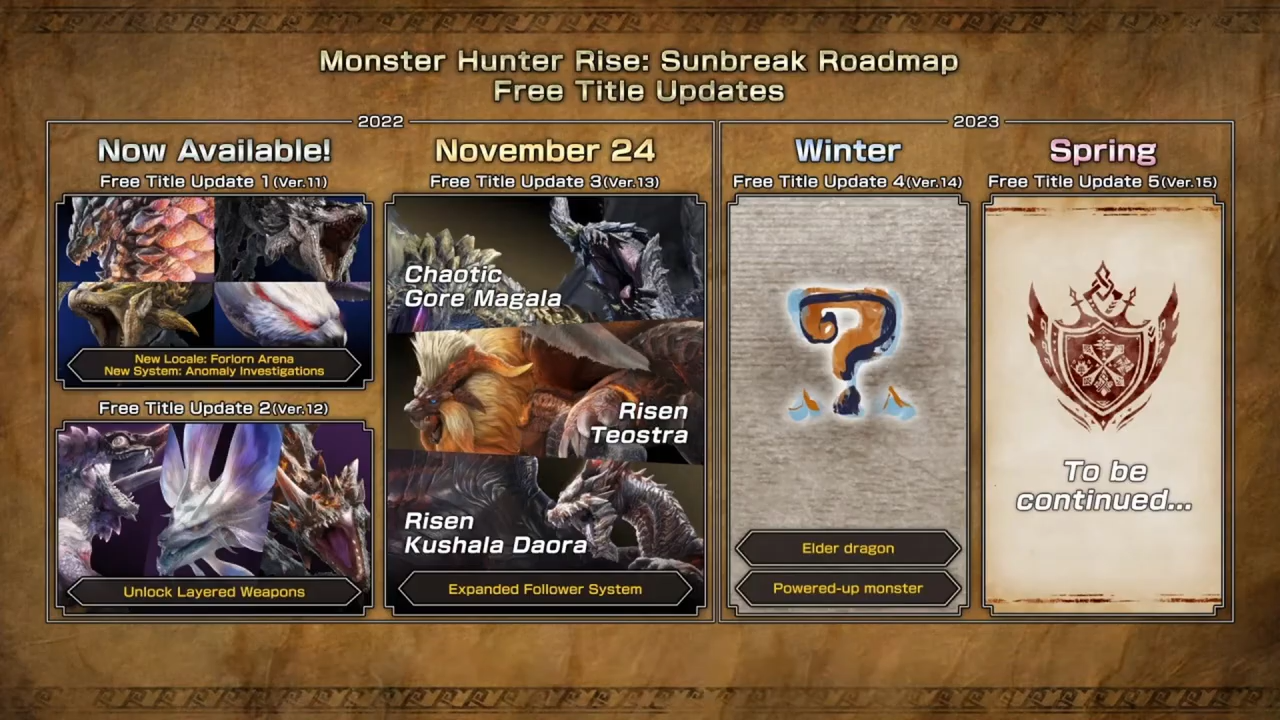 Monster Hunter Rise: Sunbreak Roadmap
Free Title Updates
2022
Now Available!
Free Title Update 1(Ver.11)
New Locale: Forlorn Arena
New System: Anomaly Investigations
Free Title Update 2(Ver.12)
Unlock Layered Weapons
November 24
Free Title Update 3(Ver.13)
Chaotic
Gore Magala
Risen
Teostra
Risen
Kushala Daora
Expanded Follower System
2023
Winter
Free Title Update 4(Ver.14)
?
Elder dragon
Powered-up monster
Spring
Free Title Update 5(Ver.15)
To be
continued...